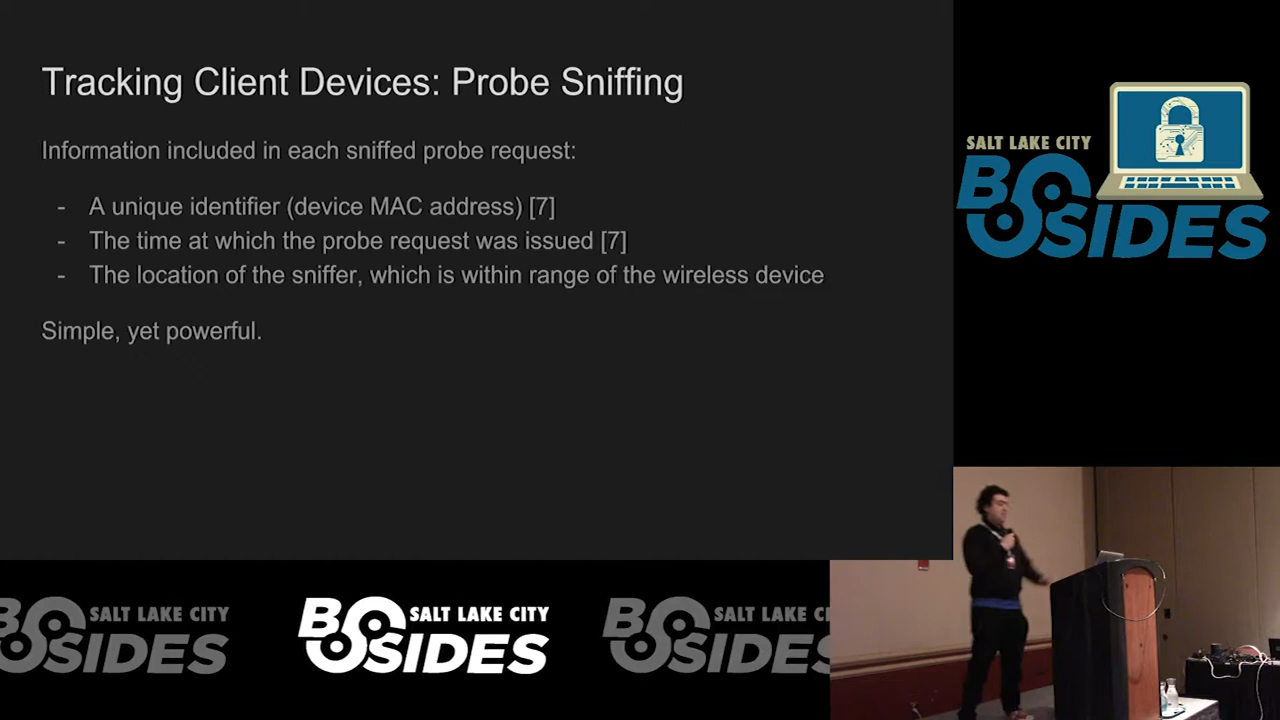 Tracking Client Devices: Probe Sniffing
Information included in each sniffed probe request:
- A unique identifier (device MAC address) [7]
- The time at which the probe request was issued [7]
- The location of the sniffer, which is within range of the wireless device
Simple, yet powerful.
SALT LAKE CITY
BSIDES
SALT LAKE CITY
BSIDES
SALT LAKE CITY
BSIDES
SALT LAKE CI
BSIDES